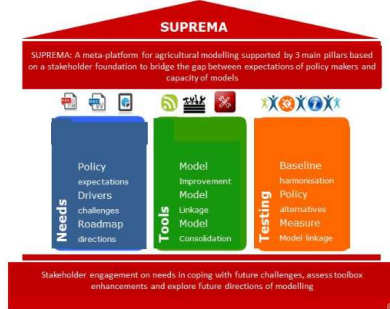 SUPREMA
SUPREMA: A meta-platform for agricultural modelling supported by 3 main pillars based
on a stakeholder foundation to bridge the gap between expectations of policy makers and
capacity of models
Needs
Policy
expectations
Drivers
challenges
Roadmap
directions
Tools
Model
Improvement
Model
Linkage
Model
Consolidation
Testing
Baseline
harmonisation
Policy
alternatives
Measure
Model linkage
Stakeholder engagement on needs in coping with future challenges, assess toolbox
enhancements and explore future directions of modelling